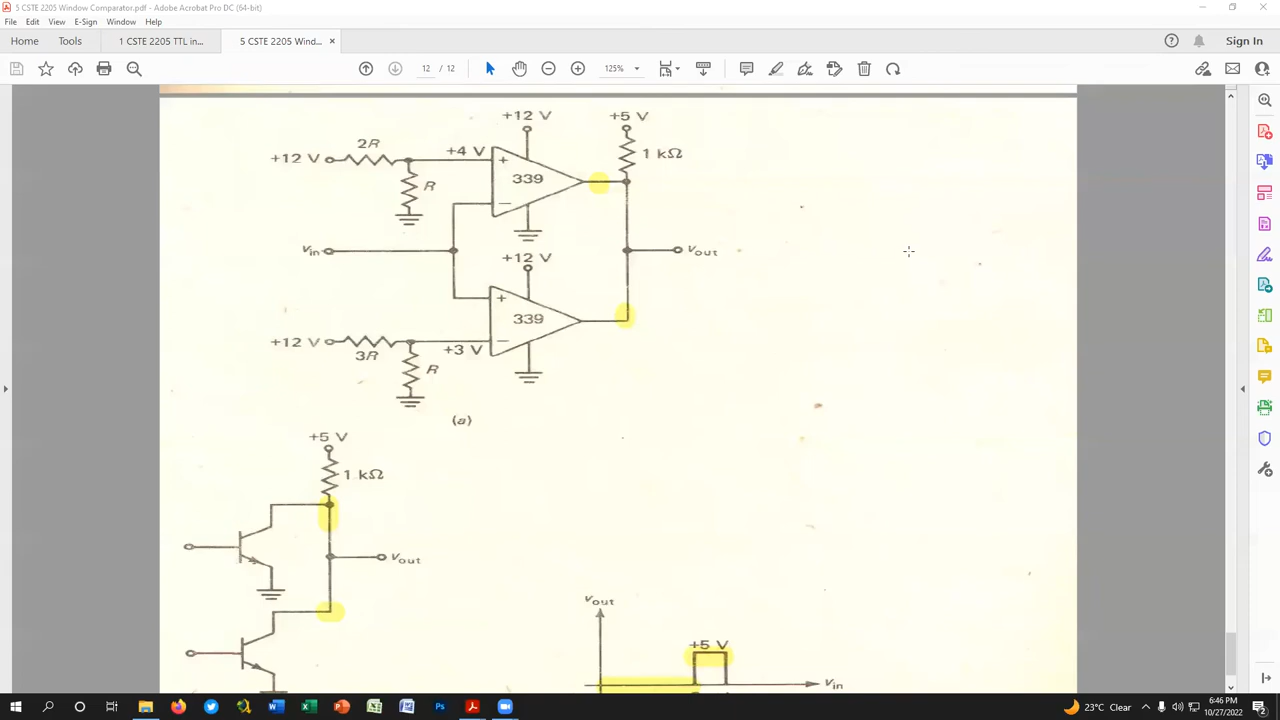 5 CSTE 2205 Window Comparator.pdf - Adobe Acrobat Pro DC (64-bit)
File Edit View E-Sign Window Help
Home Tools 1 CSTE 2205 TTL in... 5 CSTE 2205 Wind... × Sign In
12 / 12 125%
+12 V +5 V
2R
+12 V +4 V + 339 1 kΩ
R
−
vin vout
+12 V
+
339
+12 V 3R +3 V −
R
(a)
+5 V
1 kΩ
vout
vout
+5 V
vin
23°C Clear 6:46 PM
10/27/2022 2